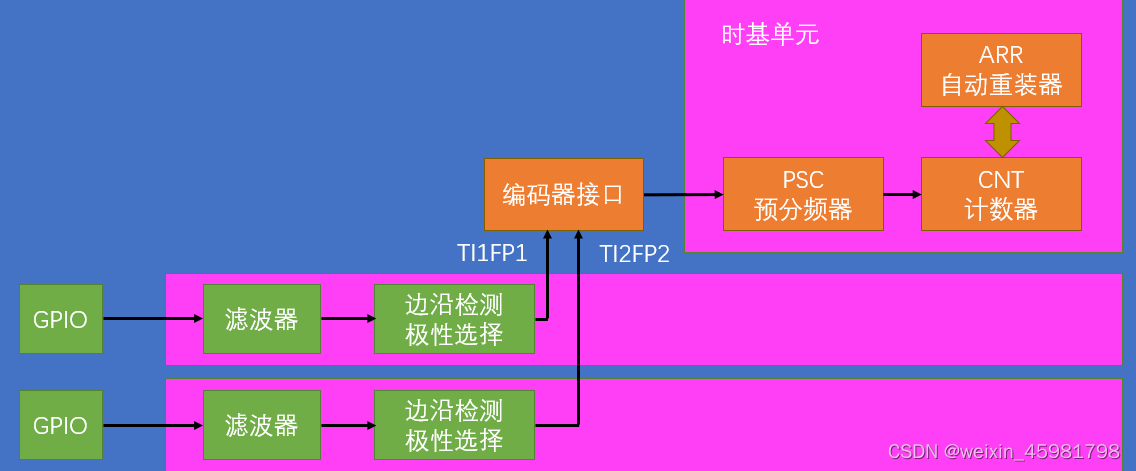 时基单元
ARR
自动重装器
编码器接口
PSC
预分频器
CNT
计数器
TI1FP1
TI2FP2
GPIO
滤波器
边沿检测
极性选择
GPIO
滤波器
边沿检测
极性选择
CSDN @weixin_45981798